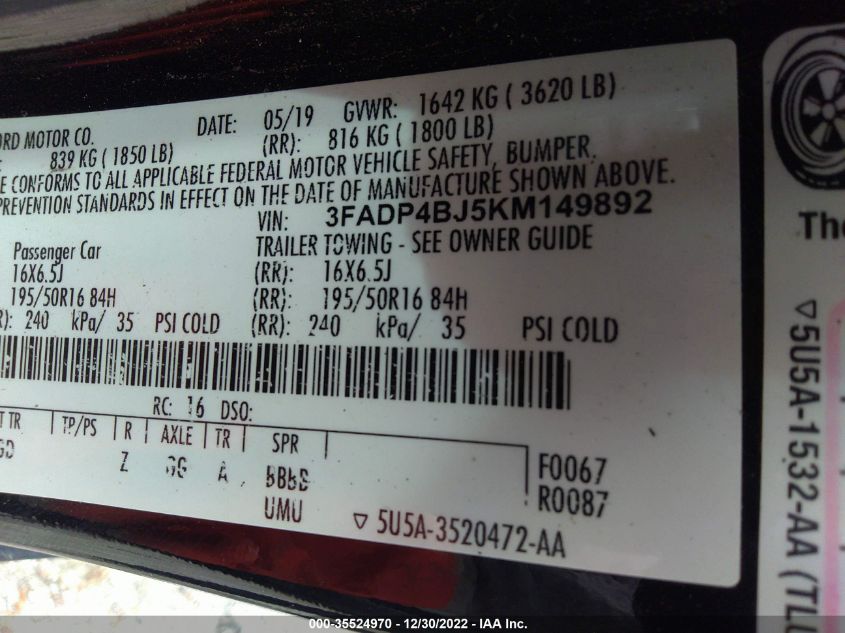 ORD MOTOR CO. DATE: 05/19 GVWR: 1642 KG ( 3620 LB)
: 839 KG ( 1850 LB) (RR): 816 KG ( 1800 LB)
E CONFORMS TO ALL APPLICABLE FEDERAL MOTOR VEHICLE SAFETY, BUMPER,
PREVENTION STANDARDS IN EFFECT ON THE DATE OF MANUFACTURE SHOWN ABOVE.
VIN: 3FADP4BJ5KM149892
Passenger Car TRAILER TOWING - SEE OWNER GUIDE
16X6.5J (RR): 16X6.5J
195/50R16 84H (RR): 195/50R16 84H
R): 240 kPa/ 35 PSI COLD (RR): 240 kPa/ 35 PSI COLD
RC: 16 DSO:
T TR TP/PS R AXLE TR SPR
GD Z GG A BBBB F0067
UMU R0087
▽ 5U5A-3520472-AA
The
▽ 5U5A-1532-AA (TL
000-35524970 - 12/30/2022 - IAA Inc.